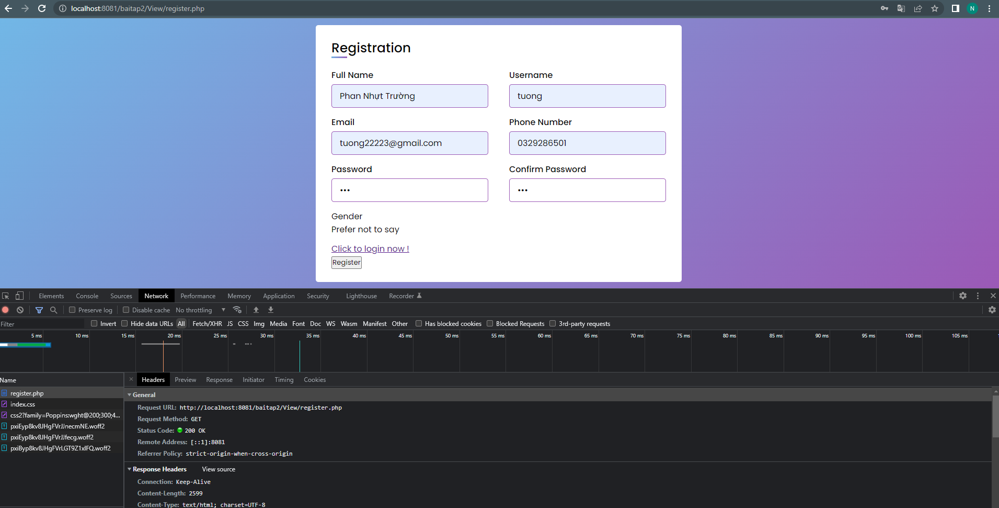 localhost:8081/baitap2/View/register.php
N
Registration
Full Name
Username
Phan Nhựt Trường
tuong
Email
Phone Number
tuong22223@gmail.com
0329286501
Password
Confirm Password
•••
•••
Gender
Prefer not to say
Click to login now !
Register
Elements Console Sources Network Performance Memory Application Security Lighthouse Recorder
Preserve log Disable cache No throttling
Filter Invert Hide data URLs All Fetch/XHR JS CSS Img Media Font Doc WS Wasm Manifest Other Has blocked cookies Blocked Requests 3rd-party requests
5 ms 10 ms 15 ms 20 ms 25 ms 30 ms 35 ms 40 ms 45 ms 50 ms 55 ms 60 ms 65 ms 70 ms 75 ms 80 ms 85 ms 90 ms 95 ms 100 ms 105 ms
Name
Headers Preview Response Initiator Timing Cookies
register.php
index.css
css2?family=Poppins:wght@200;300;4...
pxiEyp8kv8JHgFVrJJnecmNE.woff2
pxiEyp8kv8JHgFVrJJfecg.woff2
pxiByp8kv8JHgFVrLGT9Z1xlFQ.woff2
General
Request URL: http://localhost:8081/baitap2/View/register.php
Request Method: GET
Status Code: 200 OK
Remote Address: [::1]:8081
Referrer Policy: strict-origin-when-cross-origin
Response Headers View source
Connection: Keep-Alive
Content-Length: 2599
Content-Type: text/html; charset=UTF-8